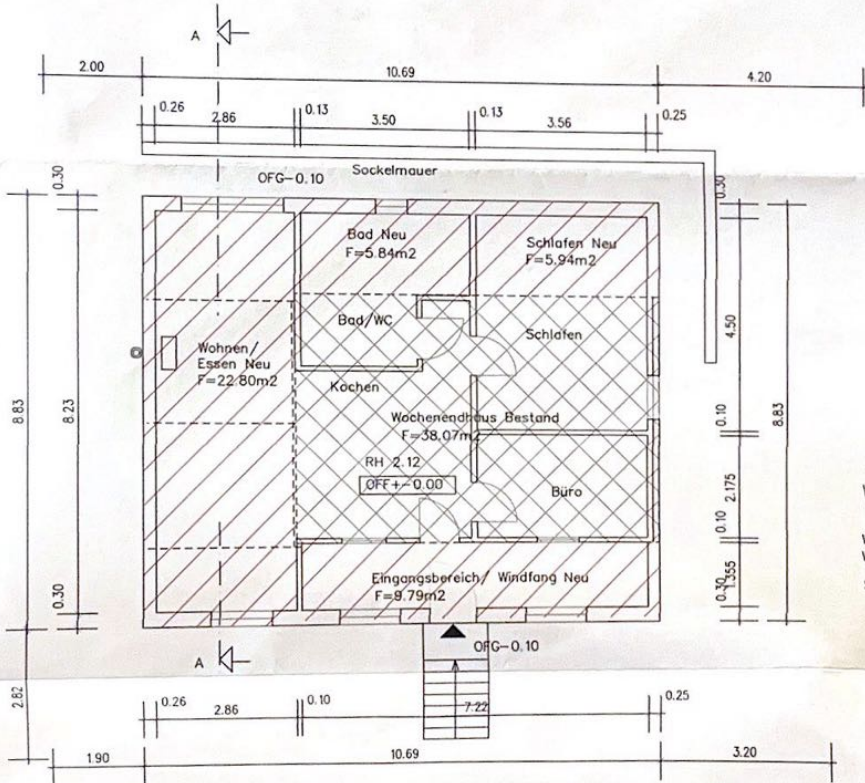 A
2.00
10.69
4.20
0.26
2.86
0.13
3.50
0.13
3.56
0.25
Sockelmauer
OFG-0.10
0.30
0.30
Bad Neu
F=5.84m2
Schlafen Neu
F=5.94m2
Bad/WC
Schlafen
4.50
Wohnen/
Essen Neu
F=22.80m2
Kochen
8.83
8.23
Wochenendhaus Bestand
F=38.07m2
0.10
8.83
RH 2.12
OFF+-0.00
Büro
2.175
0.10
Eingangsbereich/ Windfang Neu
F=9.79m2
1.355
0.30
0.30
A
OFG-0.10
2.82
0.26
2.86
0.10
7.22
0.25
1.90
10.69
3.20